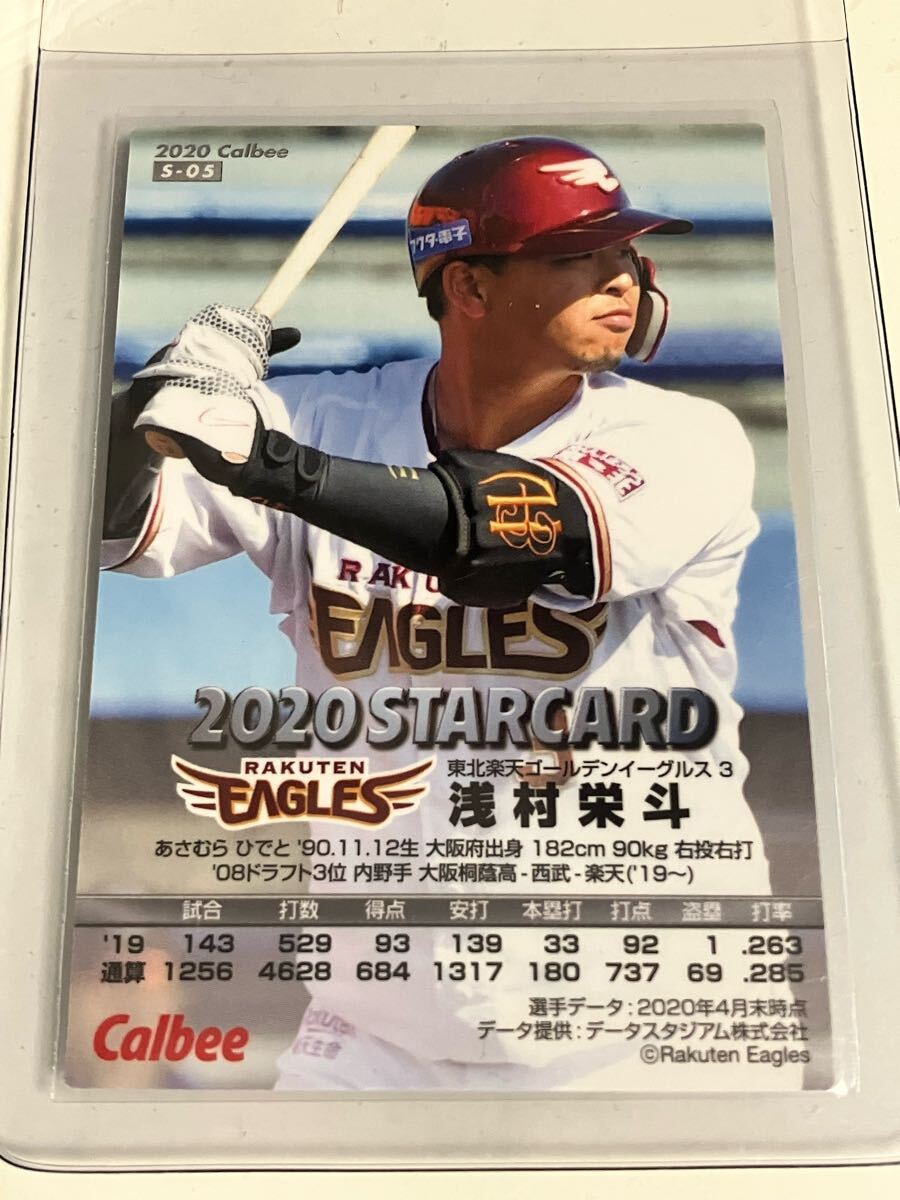 2020 Calbee
S-05
フクダ電子
RAKU
EAGLES
2020 STARCARD
RAKUTEN
EAGLES
東北楽天ゴールデンイーグルス 3
浅村栄斗
あさむら ひでと '90.11.12生 大阪府出身 182cm 90kg 右投右打
'08ドラフト3位 内野手 大阪桐蔭高-西武-楽天('19〜)
試合 打数 得点 安打 本塁打 打点 盗塁 打率
'19 143 529 93 139 33 92 1 .263
通算 1256 4628 684 1317 180 737 69 .285
選手データ:2020年4月末時点
データ提供:データスタジアム株式会社
Calbee
©Rakuten Eagles